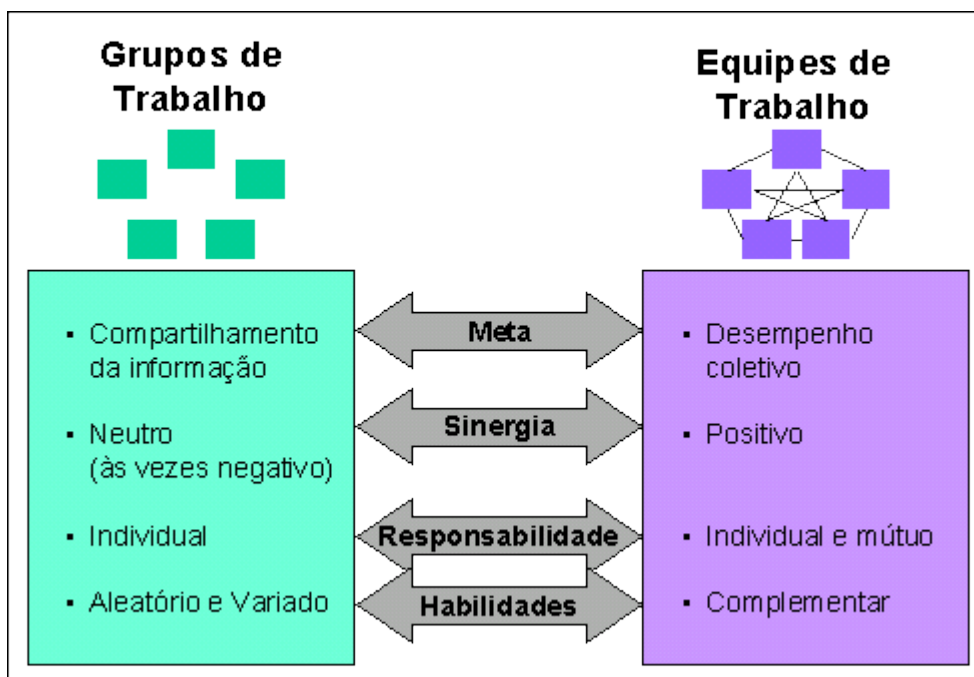 Grupos de
Trabalho
Equipes de
Trabalho
▪ Compartilhamento
da informação
Meta
▪ Desempenho
coletivo
▪ Neutro
(às vezes negativo)
Sinergia
▪ Positivo
▪ Individual
Responsabilidade
▪ Individual e mútuo
▪ Aleatório e Variado
Habilidades
▪ Complementar